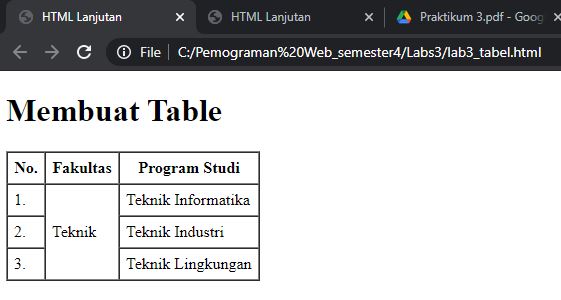 HTML Lanjutan
HTML Lanjutan
Praktikum 3.pdf - Goog
File | C:/Pemograman%20Web_semester4/Labs3/lab3_tabel.html
Membuat Table
No. Fakultas Program Studi
1. Teknik Informatika
2. Teknik Teknik Industri
3. Teknik Lingkungan